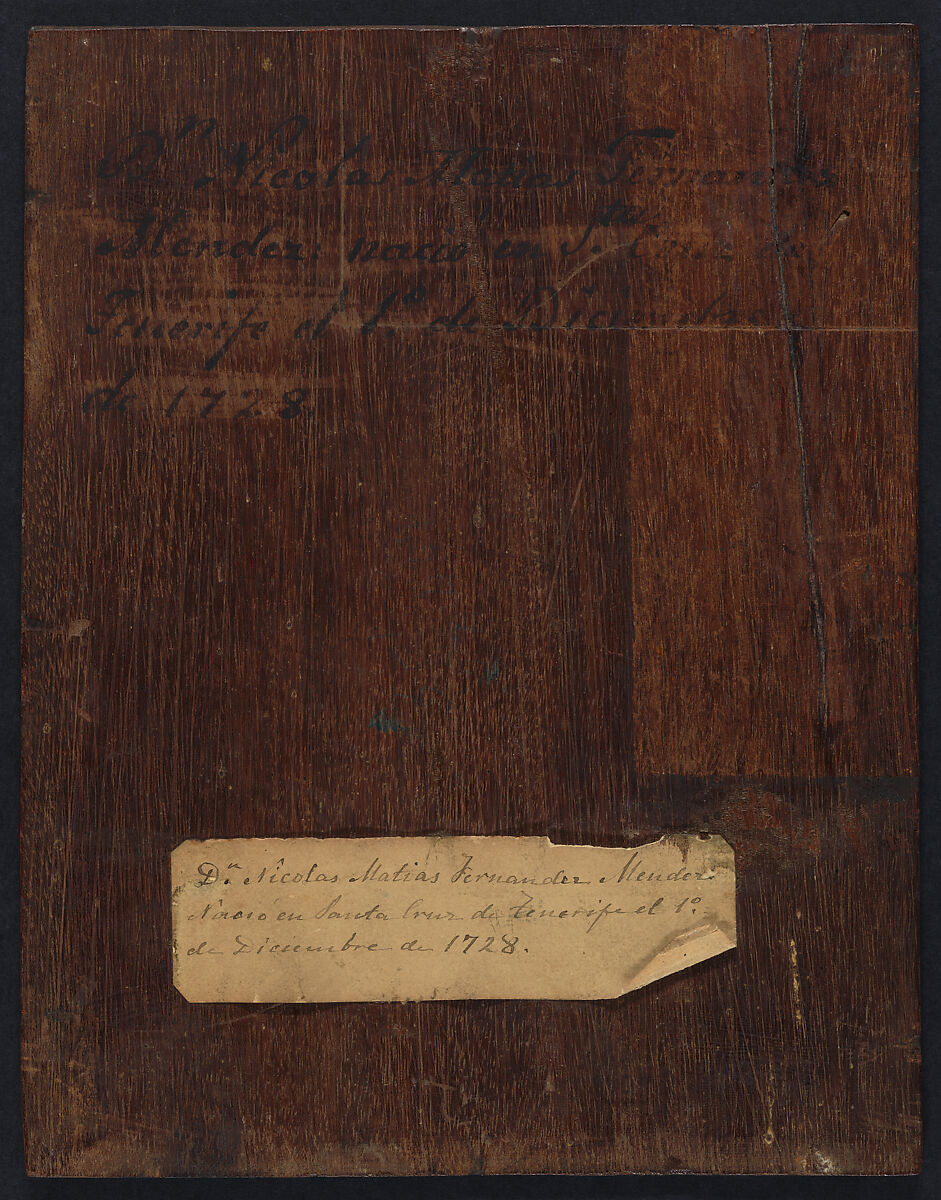 Dn. Nicolas Matias Fernandez
Mendez: nació en Sta. Cruz de
Tenerife el 1º de Diciembre
de 1728.
Dn. Nicolas Matias Fernandez Mendez
Nació en Santa Cruz de Tenerife el 1º.
de Diciembre de 1728.